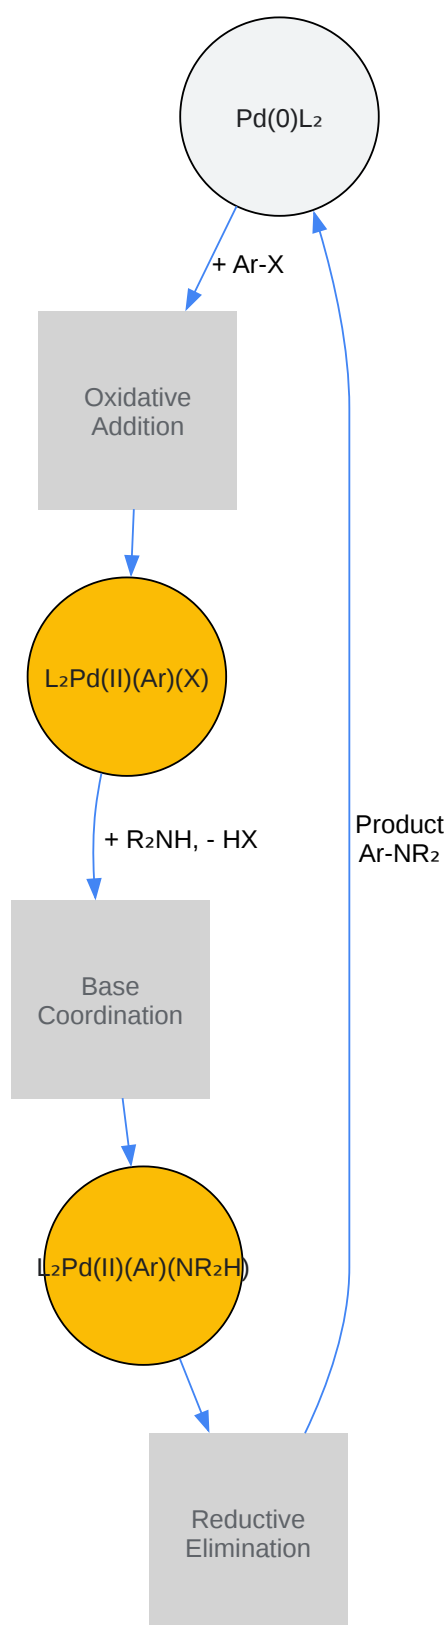 Pd(0)L₂
+ Ar-X
Oxidative
Addition
L₂Pd(II)(Ar)(X)
+ R₂NH, - HX
Product
Ar-NR₂
Base
Coordination
L₂Pd(II)(Ar)(NR₂H)
Reductive
Elimination